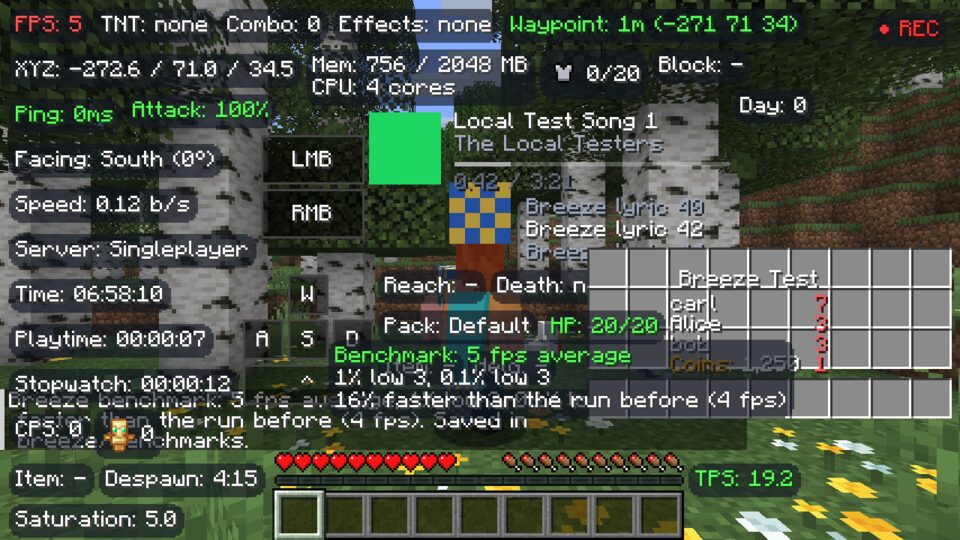 FPS: 5 TNT: none Combo: 0 Effects: none Waypoint: 1m (-271 71 34)
REC
XYZ: -272.6 / 71.0 / 34.5
Mem: 756 / 2048 MB
CPU: 4 cores
0/20
Block: -
Day: 0
Ping: 0ms
Attack: 100%
Local Test Song 1
The Local Testers
0:42 / 3:21
Facing: South (0°)
LMB
Speed: 0.12 b/s
RMB
Breeze lyric 40
Breeze lyric 42
Breeze lyric
Server: Singleplayer
Time: 06:58:10
W
Reach: - Death: n
Breeze Test
carl 7
Alice 3
bob 3
Coins: 1,250 1
Playtime: 00:00:07
A S D
Pack: Default
HP: 20/20
Benchmark: 5 fps average
1% low 3, 0.1% low 3
16% faster than the run before (4 fps)
Stopwatch: 00:00:12
Breeze benchmark: 5 fps
than the run before (4 fps). Saved in
CPS: 0
0
Item: - Despawn: 4:15
TPS: 19.2
Saturation: 5.0